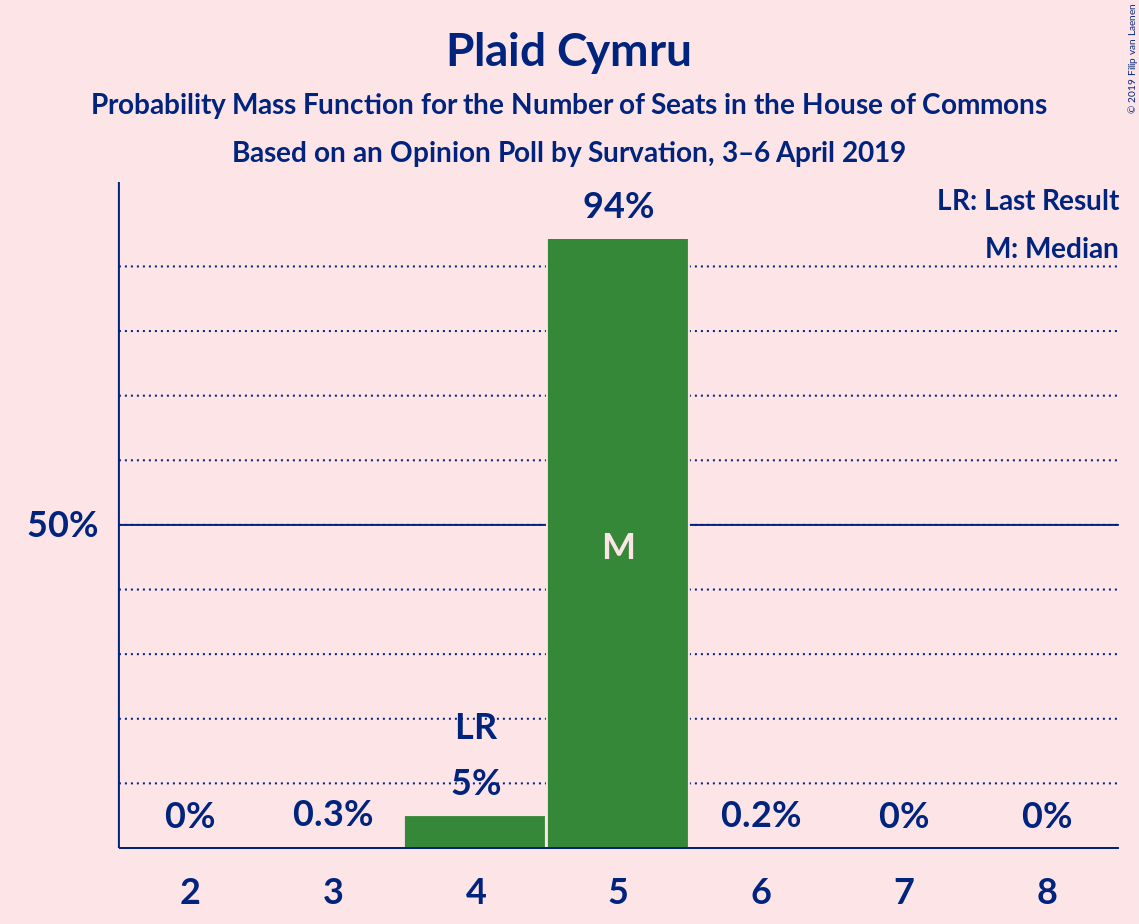 Plaid Cymru
Probability Mass Function for the Number of Seats in the House of Commons
Based on an Opinion Poll by Survation, 3–6 April 2019
© 2019 Filip van Laenen
LR: Last Result
M: Median
94%
50%
M
LR
5%
0%
0.3%
0.2%
0%
0%
2 3 4 5 6 7 8